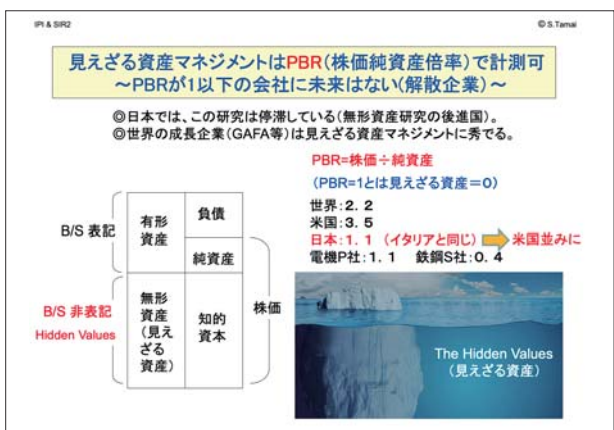 IPI & SIR2
© S.Tamai
見えざる資産マネジメントはPBR(株価純資産倍率)で計測可
～PBRが1以下の会社に未来はない(解散企業)～
◎日本では、この研究は停滞している(無形資産研究の後進国)。
◎世界の成長企業(GAFA等)は見えざる資産マネジメントに秀でる。
PBR=株価÷純資産
(PBR=1とは見えざる資産=0)
世界:2.2
米国:3.5
日本:1.1 (イタリアと同じ) 米国並みに
電機P社:1.1 鉄鋼S社:0.4
B/S 表記
有形
資産
負債
純資産
B/S 非表記
Hidden Values
無形
資産
(見え
ざる
資産)
知的
資本
株価
The Hidden Values
(見えざる資産)